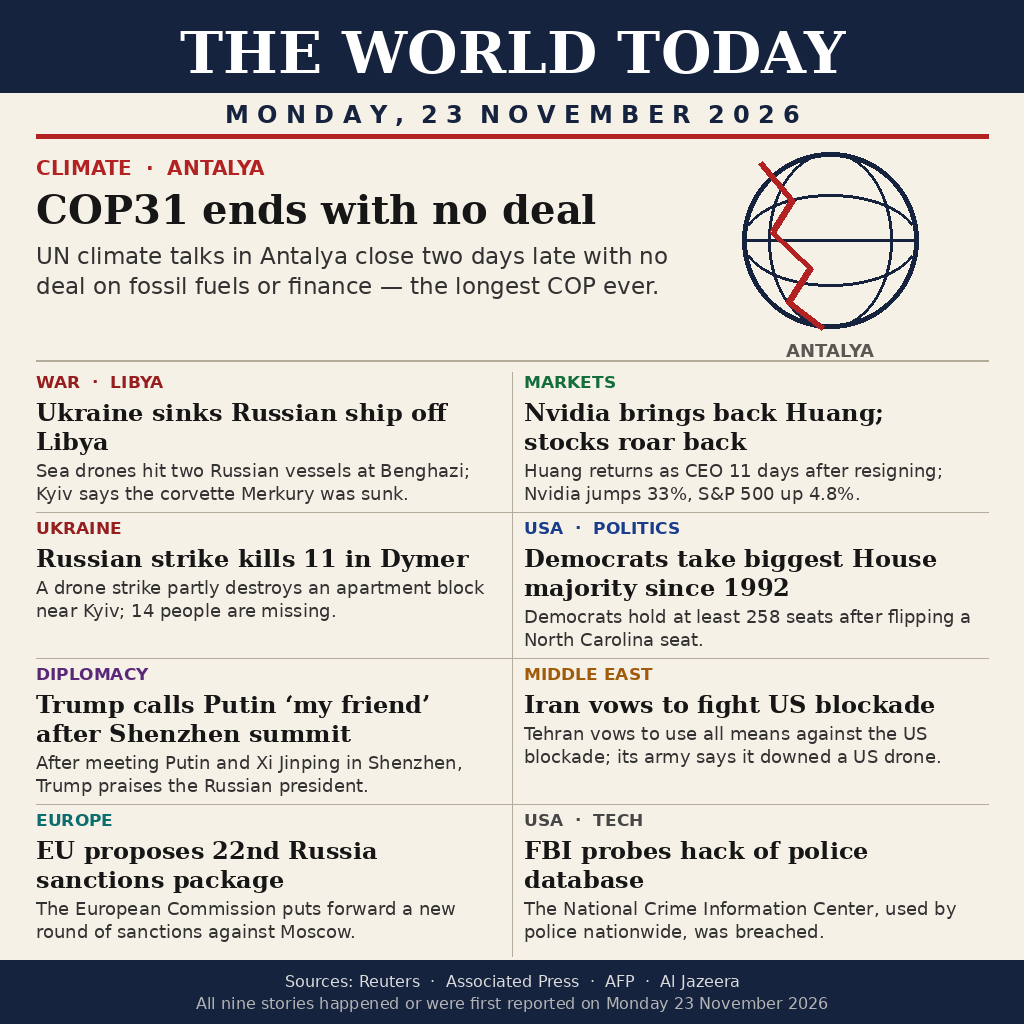 THE WORLD TODAY
MONDAY, 23 NOVEMBER 2026
CLIMATE · ANTALYA
COP31 ends with no deal
UN climate talks in Antalya close two days late with no
deal on fossil fuels or finance — the longest COP ever.
ANTALYA
WAR · LIBYA
Ukraine sinks Russian ship off
Libya
Sea drones hit two Russian vessels at Benghazi;
Kyiv says the corvette Merkury was sunk.
MARKETS
Nvidia brings back Huang;
stocks roar back
Huang returns as CEO 11 days after resigning;
Nvidia jumps 33%, S&P 500 up 4.8%.
UKRAINE
Russian strike kills 11 in Dymer
A drone strike partly destroys an apartment block
near Kyiv; 14 people are missing.
USA · POLITICS
Democrats take biggest House
majority since 1992
Democrats hold at least 258 seats after flipping a
North Carolina seat.
DIPLOMACY
Trump calls Putin ‘my friend’
after Shenzhen summit
After meeting Putin and Xi Jinping in Shenzhen,
Trump praises the Russian president.
MIDDLE EAST
Iran vows to fight US blockade
Tehran vows to use all means against the US
blockade; its army says it downed a US drone.
EUROPE
EU proposes 22nd Russia
sanctions package
The European Commission puts forward a new
round of sanctions against Moscow.
USA · TECH
FBI probes hack of police
database
The National Crime Information Center, used by
police nationwide, was breached.
Sources: Reuters · Associated Press · AFP · Al Jazeera
All nine stories happened or were first reported on Monday 23 November 2026